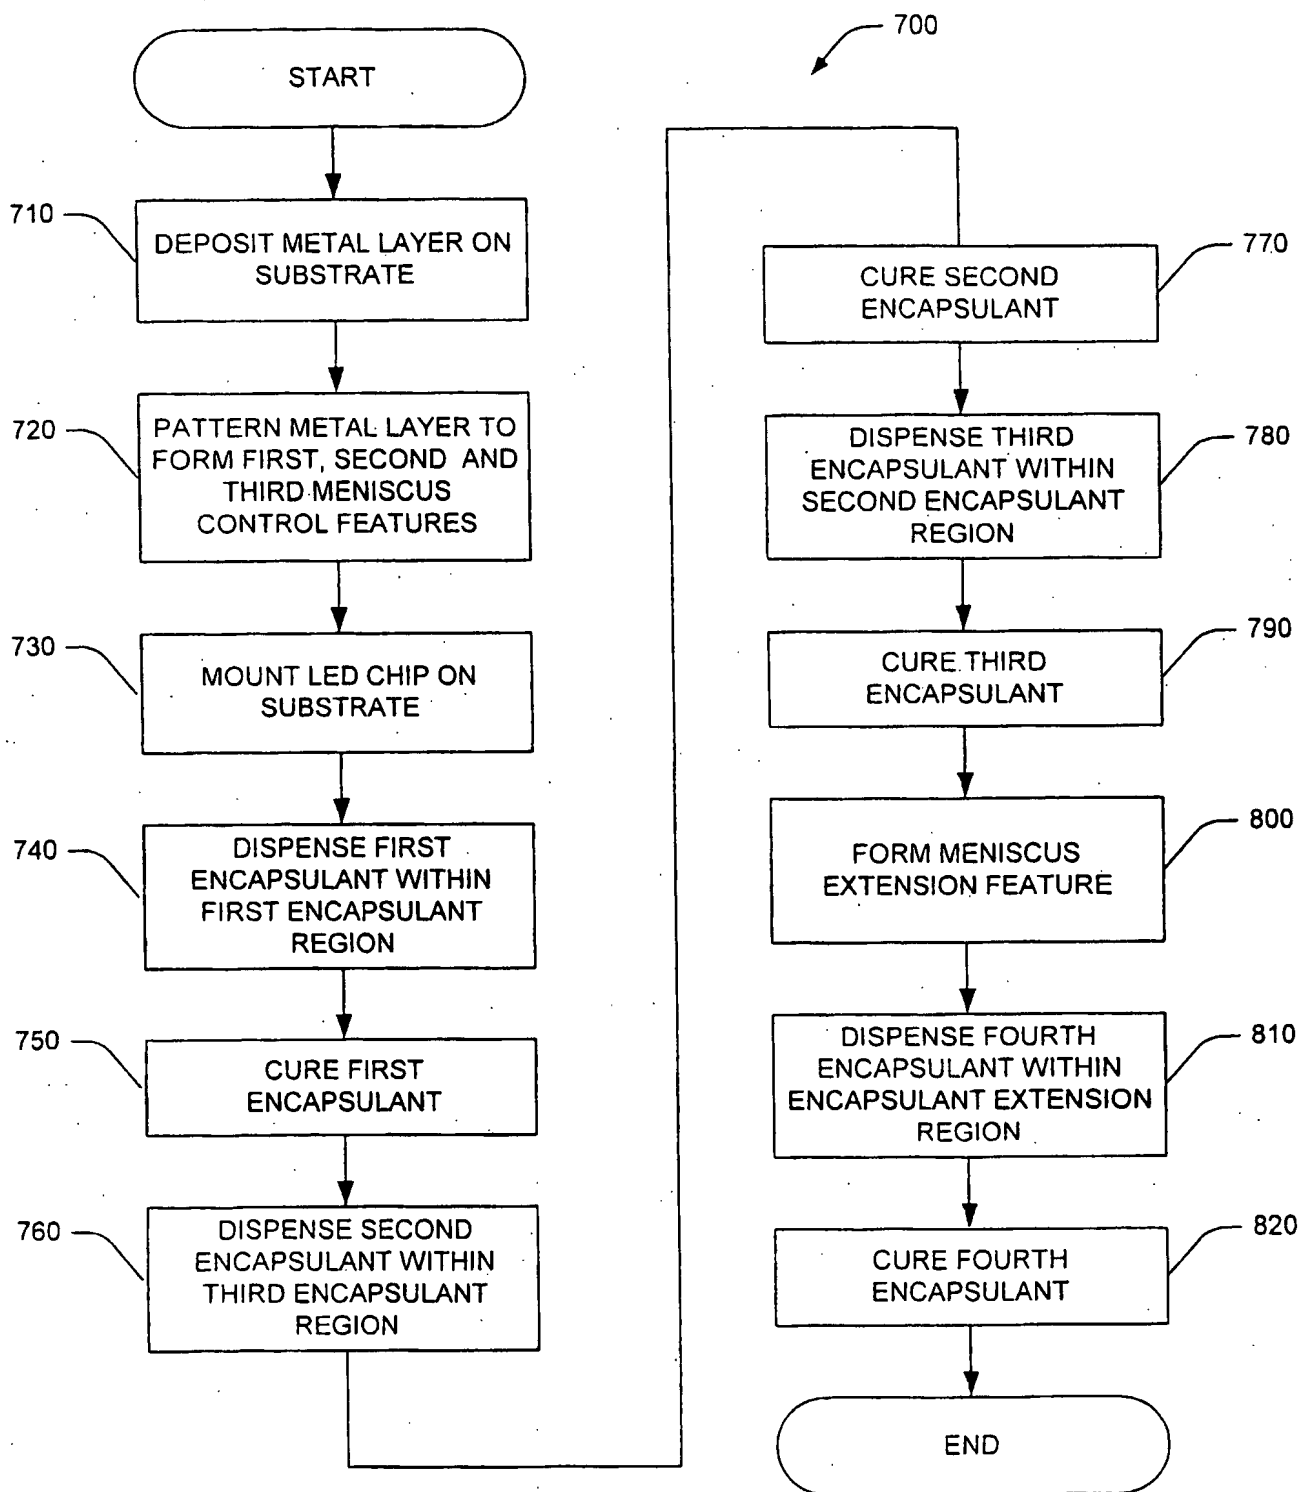 700
START
710
DEPOSIT METAL LAYER ON
SUBSTRATE
720
PATTERN METAL LAYER TO
FORM FIRST, SECOND AND
THIRD MENISCUS
CONTROL FEATURES
730
MOUNT LED CHIP ON
SUBSTRATE
740
DISPENSE FIRST
ENCAPSULANT WITHIN
FIRST ENCAPSULANT
REGION
750
CURE FIRST
ENCAPSULANT
760
DISPENSE SECOND
ENCAPSULANT WITHIN
THIRD ENCAPSULANT
REGION
770
CURE SECOND
ENCAPSULANT
780
DISPENSE THIRD
ENCAPSULANT WITHIN
SECOND ENCAPSULANT
REGION
790
CURE THIRD
ENCAPSULANT
800
FORM MENISCUS
EXTENSION FEATURE
810
DISPENSE FOURTH
ENCAPSULANT WITHIN
ENCAPSULANT EXTENSION
REGION
820
CURE FOURTH
ENCAPSULANT
END